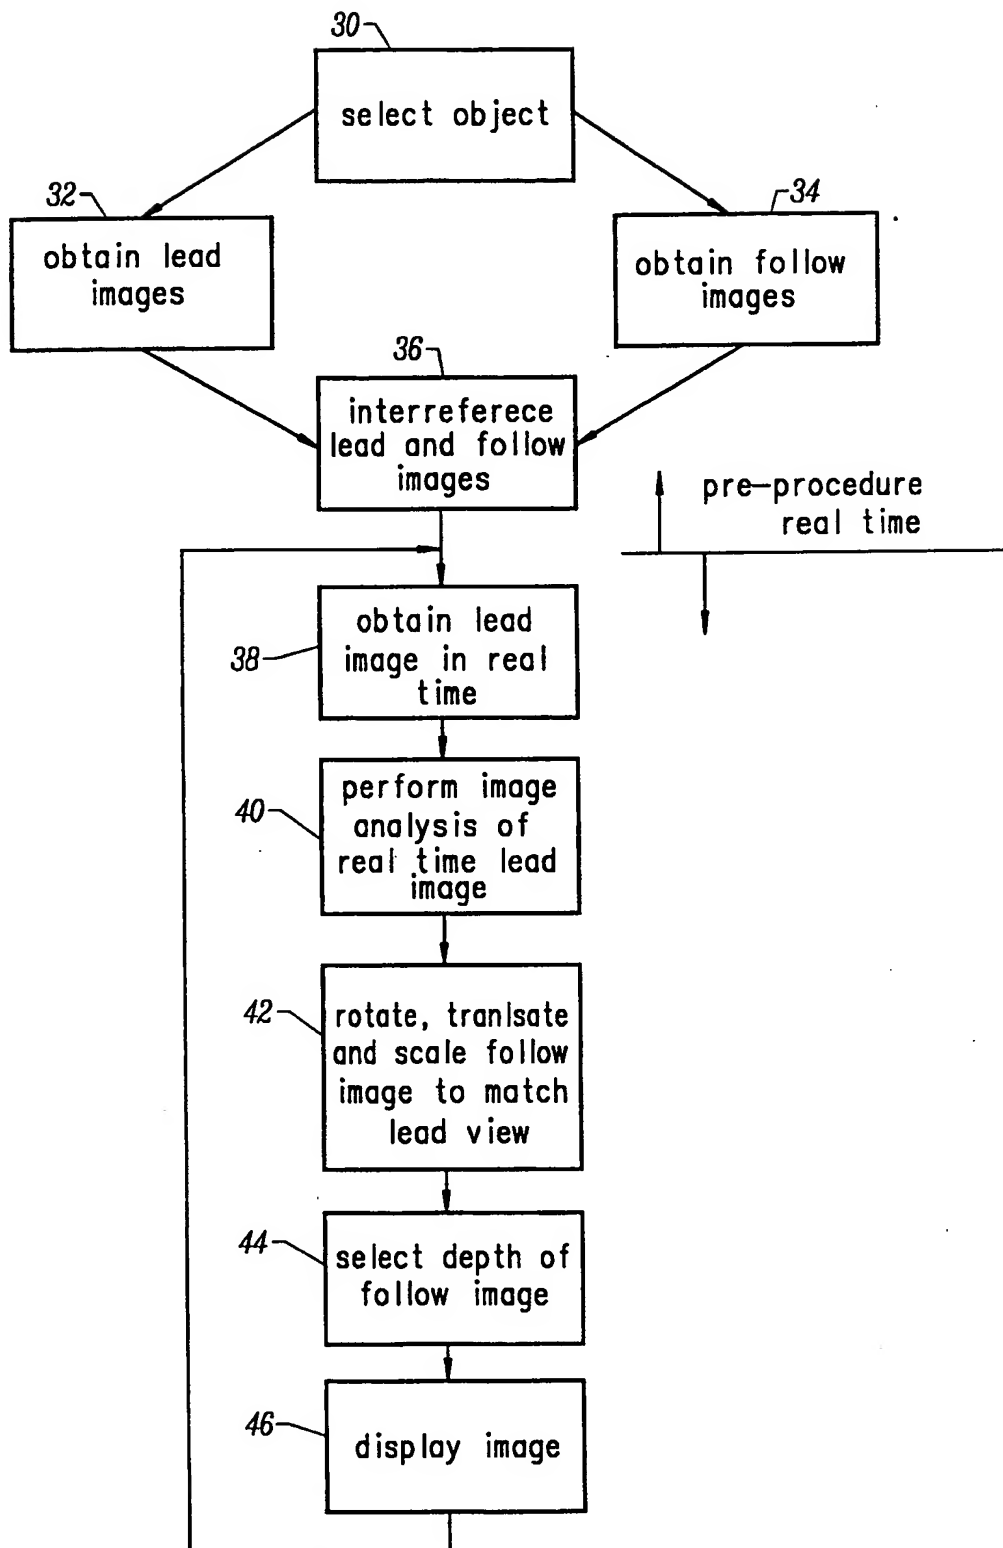 30
select object
32
obtain lead
images
34
obtain follow
images
36
interreferece
lead and follow
images
pre-procedure
real time
38
obtain lead
image in real
time
40
perform image
analysis of
real time lead
image
42
rotate, tranlsate
and scale follow
image to match
lead view
44
select depth of
follow image
46
display image